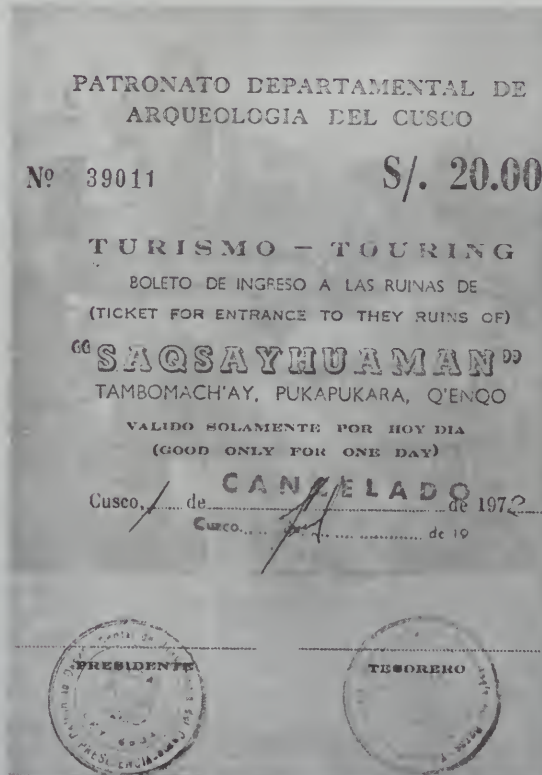 PATRONATO DEPARTAMENTAL DE
ARQUEOLOGIA DEL CUSCO
Nº 39011 S/. 20.00
TURISMO - TOURING
BOLETO DE INGRESO A LAS RUINAS DE
(TICKET FOR ENTRANCE TO THEY RUINS OF)
"SAQSAYHUAMAN"
TAMBOMACH'AY, PUKAPUKARA, Q'ENQO
VALIDO SOLAMENTE POR HOY DIA
(GOOD ONLY FOR ONE DAY)
CANCELADO
Cusco, de de 197
Cuzco de 19
PRESIDENTE TESORERO
PRESIDENCIA